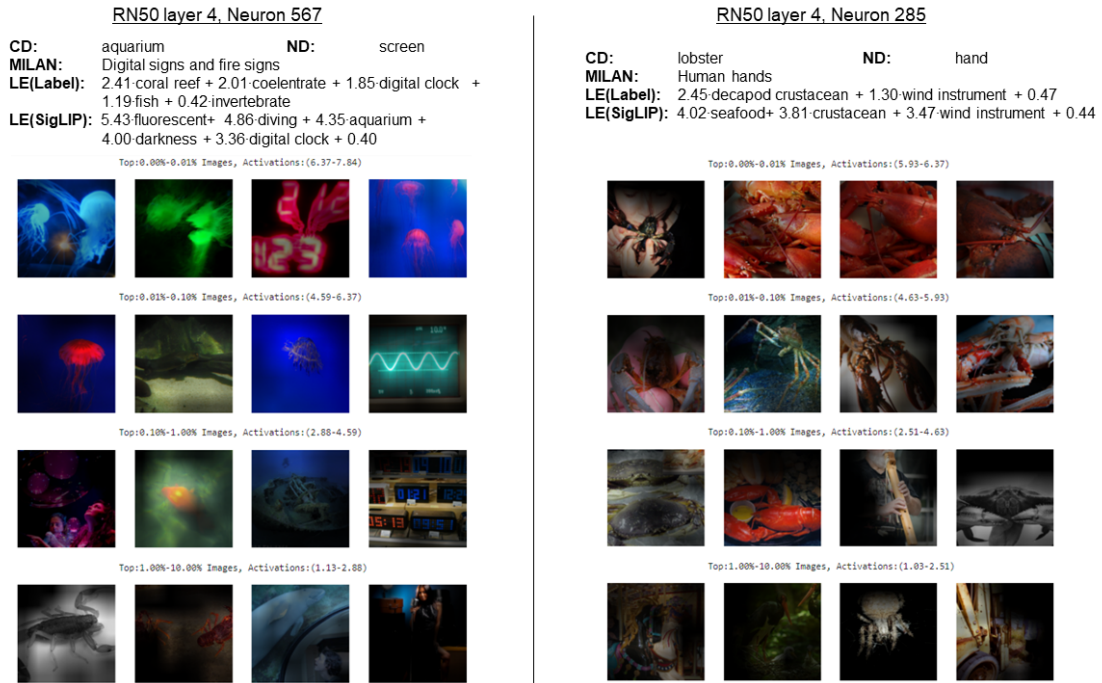 RN50 layer 4, Neuron 567
CD: aquarium ND: screen
MILAN: Digital signs and fire signs
LE(Label): 2.41·coral reef + 2.01·coelentrate + 1.85·digital clock +
1.19·fish + 0.42·invertebrate
LE(SigLIP): 5.43·fluorescent+ 4.86·diving + 4.35·aquarium +
4.00·darkness + 3.36·digital clock + 0.40
Top:0.00%-0.01% Images, Activations:(6.37-7.84)
123
Top:0.01%-0.10% Images, Activations:(4.59-6.37)
Top:0.10%-1.00% Images, Activations:(2.88-4.59)
01:21
05:13 09:51
Top:1.00%-10.00% Images, Activations:(1.13-2.88)
RN50 layer 4, Neuron 285
CD: lobster ND: hand
MILAN: Human hands
LE(Label): 2.45·decapod crustacean + 1.30·wind instrument + 0.47
LE(SigLIP): 4.02·seafood+ 3.81·crustacean + 3.47·wind instrument + 0.44
Top:0.00%-0.01% Images, Activations:(5.93-6.37)
Top:0.01%-0.10% Images, Activations:(4.63-5.93)
Top:0.10%-1.00% Images, Activations:(2.51-4.63)
Top:1.00%-10.00% Images, Activations:(1.03-2.51)